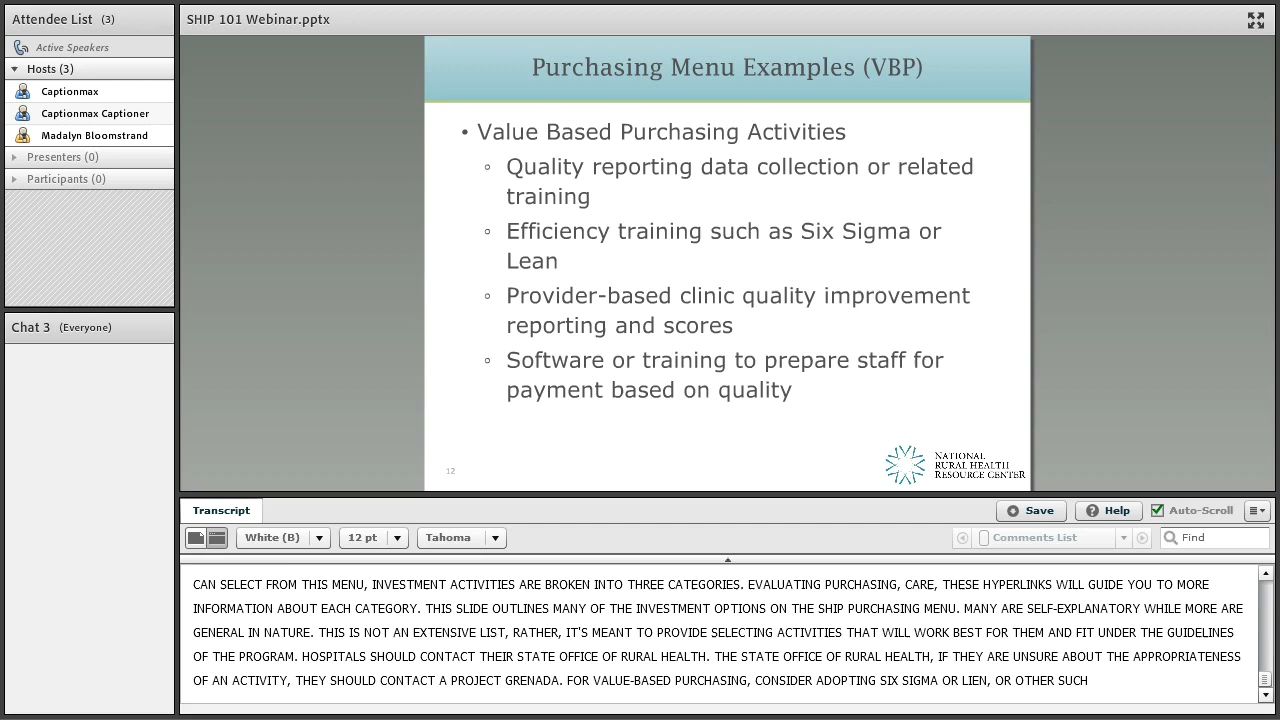 Attendee List (3)
Active Speakers
Hosts (3)
Captionmax
Captionmax Captioner
Madalyn Bloomstrand
Presenters (0)
Participants (0)
Chat 3 (Everyone)
SHIP 101 Webinar.pptx
Purchasing Menu Examples (VBP)
• Value Based Purchasing Activities
◦ Quality reporting data collection or related
training
◦ Efficiency training such as Six Sigma or
Lean
◦ Provider-based clinic quality improvement
reporting and scores
◦ Software or training to prepare staff for
payment based on quality
12
NATIONAL
RURAL HEALTH
RESOURCE CENTER
Transcript
Save
Help
Auto-Scroll
White (B)
12 pt
Tahoma
Comments List
Find
CAN SELECT FROM THIS MENU, INVESTMENT ACTIVITIES ARE BROKEN INTO THREE CATEGORIES. EVALUATING PURCHASING, CARE, THESE HYPERLINKS WILL GUIDE YOU TO MORE
INFORMATION ABOUT EACH CATEGORY. THIS SLIDE OUTLINES MANY OF THE INVESTMENT OPTIONS ON THE SHIP PURCHASING MENU. MANY ARE SELF-EXPLANATORY WHILE MORE ARE
GENERAL IN NATURE. THIS IS NOT AN EXTENSIVE LIST, RATHER, IT'S MEANT TO PROVIDE SELECTING ACTIVITIES THAT WILL WORK BEST FOR THEM AND FIT UNDER THE GUIDELINES
OF THE PROGRAM. HOSPITALS SHOULD CONTACT THEIR STATE OFFICE OF RURAL HEALTH. THE STATE OFFICE OF RURAL HEALTH, IF THEY ARE UNSURE ABOUT THE APPROPRIATENESS
OF AN ACTIVITY, THEY SHOULD CONTACT A PROJECT GRENADA. FOR VALUE-BASED PURCHASING, CONSIDER ADOPTING SIX SIGMA OR LIEN, OR OTHER SUCH